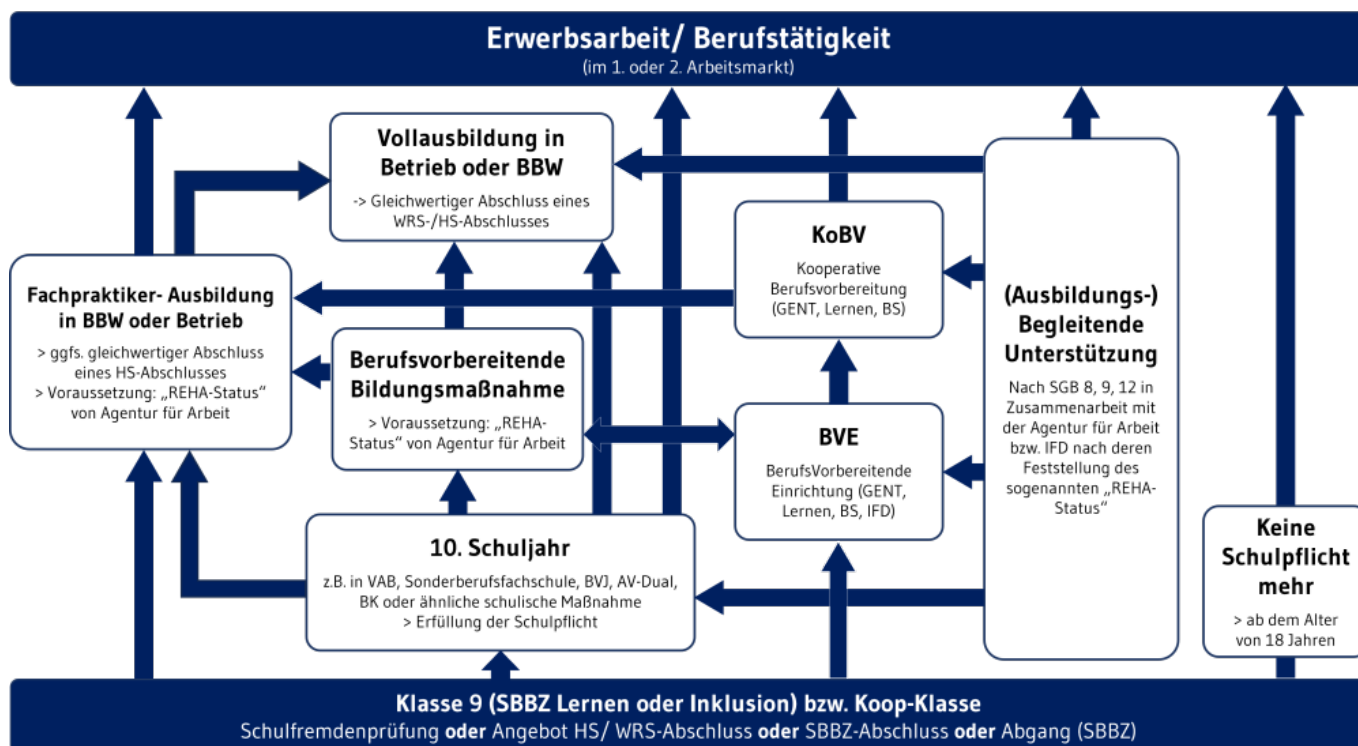 Erwerbsarbeit/ Berufstätigkeit
(im 1. oder 2. Arbeitsmarkt)
Vollausbildung in
Betrieb oder BBW
-> Gleichwertiger Abschluss eines
WRS-/HS-Abschlusses
KoBV
Kooperative
Berufsvorbereitung
(GENT, Lernen, BS)
(Ausbildungs-)
Begleitende
Unterstützung
Nach SGB 8, 9, 12 in
Zusammenarbeit mit
der Agentur für Arbeit
bzw. IFD nach deren
Feststellung des
sogenannten „REHA-
Status“
Fachpraktiker- Ausbildung
in BBW oder Betrieb
> ggfs. gleichwertiger Abschluss
eines HS-Abschlusses
> Voraussetzung: „REHA-Status“
von Agentur für Arbeit
Berufsvorbereitende
Bildungsmaßnahme
> Voraussetzung: „REHA-
Status“ von Agentur für Arbeit
BVE
BerufsVorbereitende
Einrichtung (GENT,
Lernen, BS, IFD)
10. Schuljahr
z.B. in VAB, Sonderberufsfachschule, BVJ, AV-Dual,
BK oder ähnliche schulische Maßnahme
> Erfüllung der Schulpflicht
Keine
Schulpflicht
mehr
> ab dem Alter
von 18 Jahren
Klasse 9 (SBBZ Lernen oder Inklusion) bzw. Koop-Klasse
Schulfremdenprüfung oder Angebot HS/ WRS-Abschluss oder SBBZ-Abschluss oder Abgang (SBBZ)